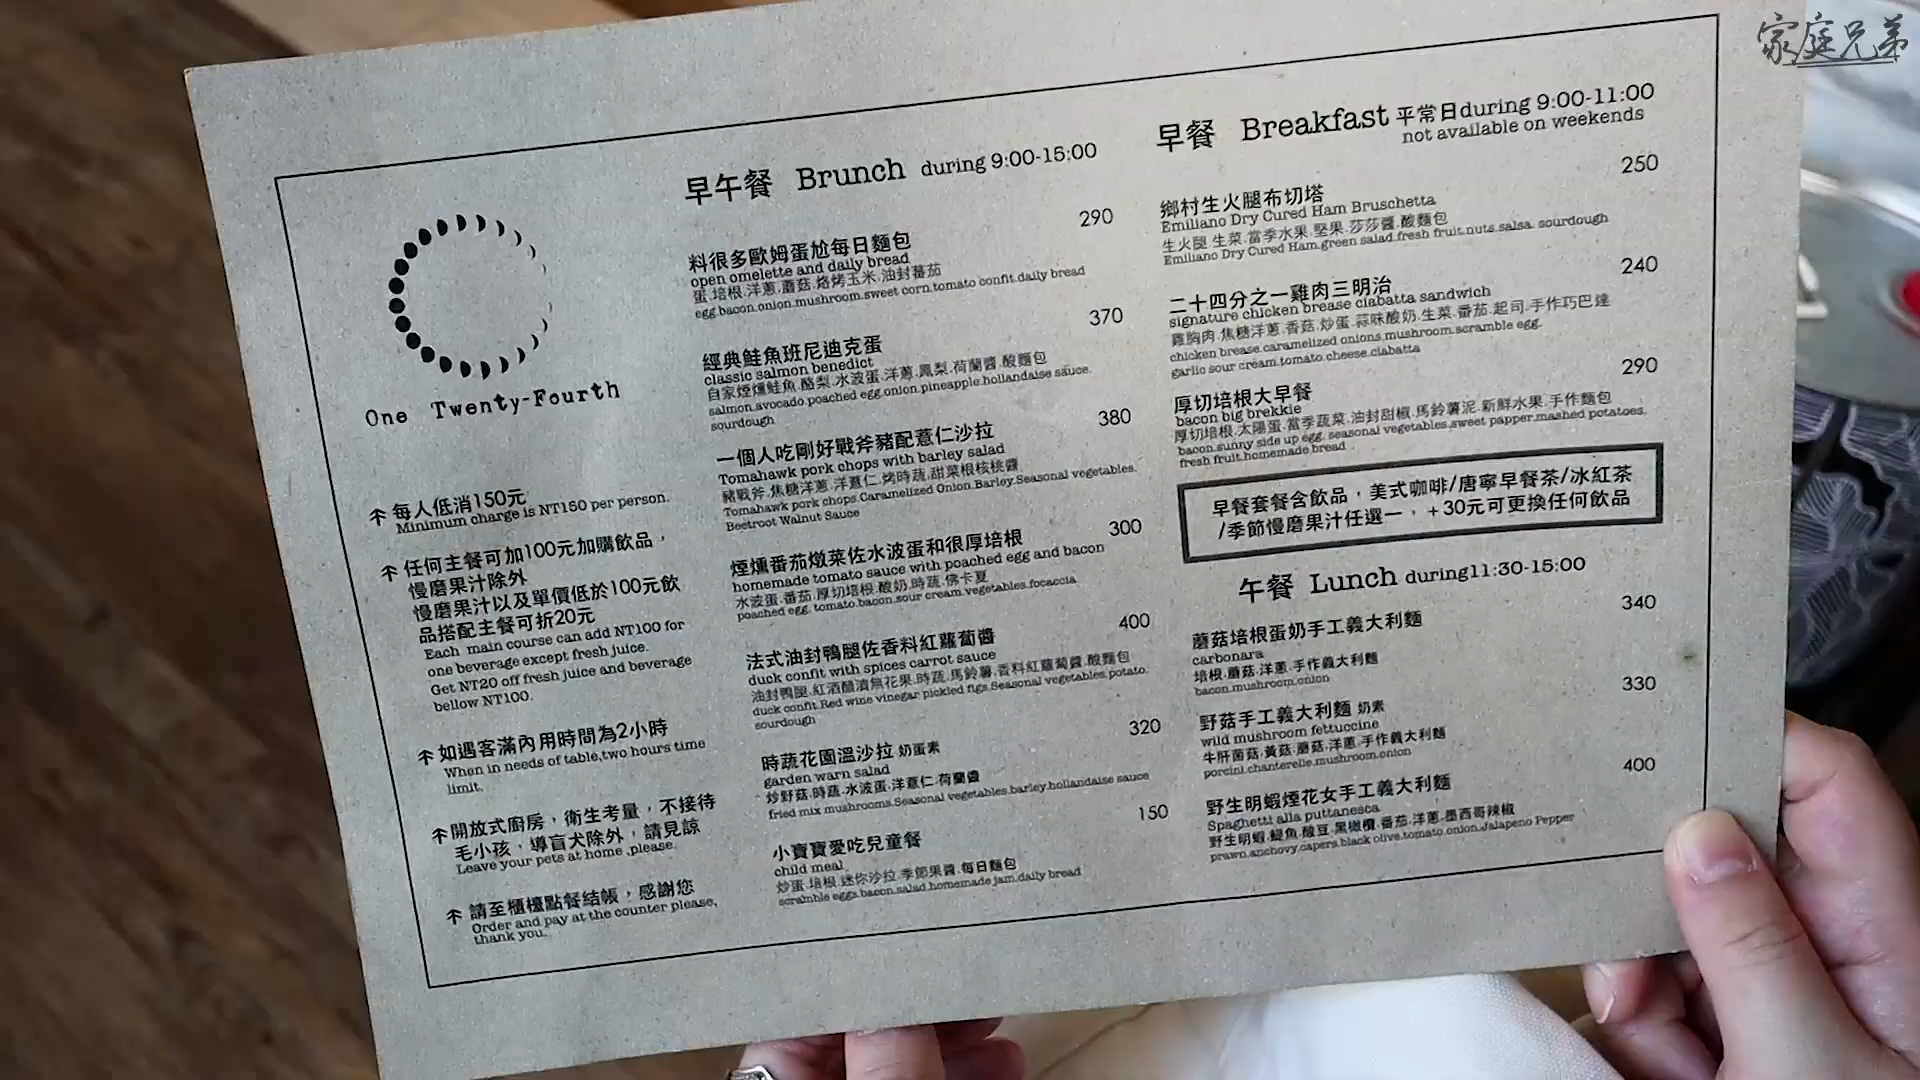 家庭兄弟
One Twenty-Fourth
每人低消150元
Minimum charge is NT150 per person.
任何主餐可加100元加購飲品，
慢磨果汁除外
慢磨果汁以及單價低於100元飲
品搭配主餐可折20元
Each main course can add NT100 for
one beverage except fresh juice.
Get NT20 off fresh juice and beverage
bellow NT100.
如遇客滿內用時間為2小時
When in needs of table,two hours time
limit.
開放式廚房，衛生考量，不接待
毛小孩，導盲犬除外，請見諒
Leave your pets at home ,please.
請至櫃檯點餐結帳，感謝您
Order and pay at the counter please,
thank you.
早午餐 Brunch during 9:00-15:00
料很多歐姆蛋尬每日麵包 290
open omelette and daily bread
蛋.培根.洋蔥.蘑菇.烙烤玉米.油封蕃茄
egg.bacon.onion.mushroom.sweet corn.tomato confit.daily bread
經典鮭魚班尼迪克蛋 370
classic salmon benedict
自家煙燻鮭魚.酪梨.水波蛋.洋蔥.鳳梨.荷蘭醬.酸麵包
salmon.avocado.poached egg.onion.pineapple.hollandaise sauce.
sourdough
一個人吃剛好戰斧豬配薏仁沙拉 380
Tomahawk pork chops with barley salad
豬戰斧.焦糖洋蔥.洋薏仁.烤時蔬.甜菜根核桃醬
Tomahawk pork chops.Caramelized Onion.Barley.Seasonal vegetables.
Beetroot Walnut Sauce
煙燻番茄燉菜佐水波蛋和很厚培根 300
homemade tomato sauce with poached egg and bacon
水波蛋.番茄.厚切培根.酸奶.時蔬.佛卡夏
poached egg. tomato.bacon.sour cream.vegetables.focaccia
法式油封鴨腿佐香料紅蘿蔔醬 400
duck confit with spices carrot sauce
油封鴨腿.紅酒醋漬無花果.時蔬.馬鈴薯.香料紅蘿蔔醬.酸麵包
duck confit.Red wine vinegar pickled figs.Seasonal vegetables.potato.
sourdough
時蔬花園溫沙拉 奶蛋素 320
garden warn salad
炒野菇.時蔬.水波蛋.洋薏仁.荷蘭醬
fried mix mushrooms.Seasonal vegetables.barley.hollandaise sauce
小寶寶愛吃兒童餐 150
child meal
炒蛋.培根.迷你沙拉.季節果醬.每日麵包
scramble eggs.bacon.salad.homemade jam.daily bread
早餐 Breakfast 平常日during 9:00-11:00
not available on weekends
鄉村生火腿布切塔 250
Emiliano Dry Cured Ham Bruschetta
生火腿.生菜.當季水果.堅果.莎莎醬.酸麵包
Emiliano Dry Cured Ham.green salad.fresh fruit.nuts.salsa. sourdough
二十四分之一雞肉三明治 240
signature chicken brease ciabatta sandwich
雞胸肉.焦糖洋蔥.香菇.炒蛋.蒜味酸奶.生菜.番茄.起司.手作巧巴達
chicken brease.caramelized onions.mushroom.scramble egg.
garlic sour cream.tomato.cheese.ciabatta
厚切培根大早餐 290
bacon big brekkie
厚切培根.太陽蛋.當季蔬菜.油封甜椒.馬鈴薯泥.新鮮水果.手作麵包
bacon.sunny side up egg. seasonal vegetables.sweet papper.mashed potatoes.
fresh fruit.homemade bread
早餐套餐含飲品，美式咖啡/唐寧早餐茶/冰紅茶
/季節慢磨果汁任選一，+30元可更換任何飲品
午餐 Lunch during11:30-15:00
蘑菇培根蛋奶手工義大利麵 340
carbonara
培根.蘑菇.洋蔥.手作義大利麵
bacon.mushroom.onion
野菇手工義大利麵 奶素 330
wild mushroom fettuccine
牛肝菌菇.黃菇.蘑菇.洋蔥.手作義大利麵
porcini.chanterelle.mushroom.onion
野生明蝦煙花女手工義大利麵 400
Spaghetti alla puttanesca
野生明蝦.鯷魚.酸豆.黑橄欖.番茄.洋蔥.墨西哥辣椒
prawn.anchovy.capers.black olive.tomato.onion.Jalapeno Pepper